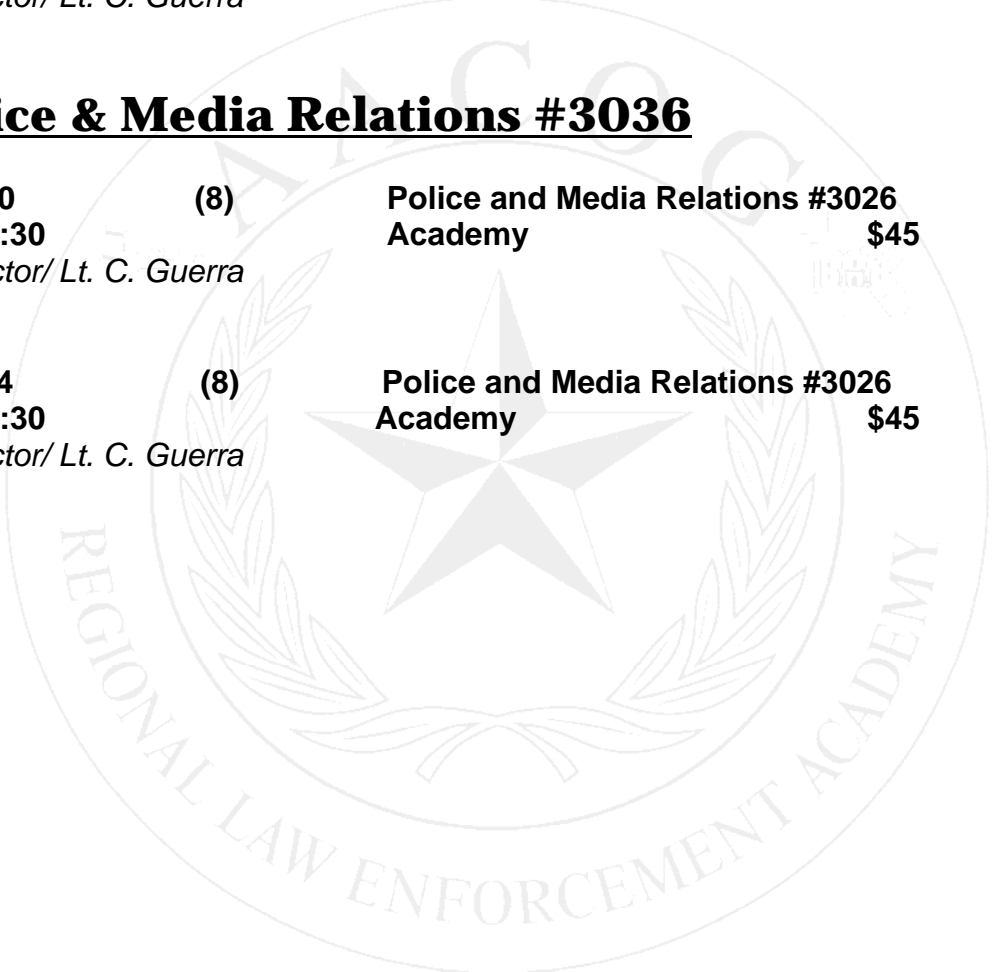 ctor/ Lt. C. Guerra
ice & Media Relations #3036
0 (8) Police and Media Relations #3026
:30 Academy $45
ctor/ Lt. C. Guerra
4 (8) Police and Media Relations #3026
:30 Academy $45
ctor/ Lt. C. Guerra
AACOG
REGIONAL LAW ENFORCEMENT ACADEMY